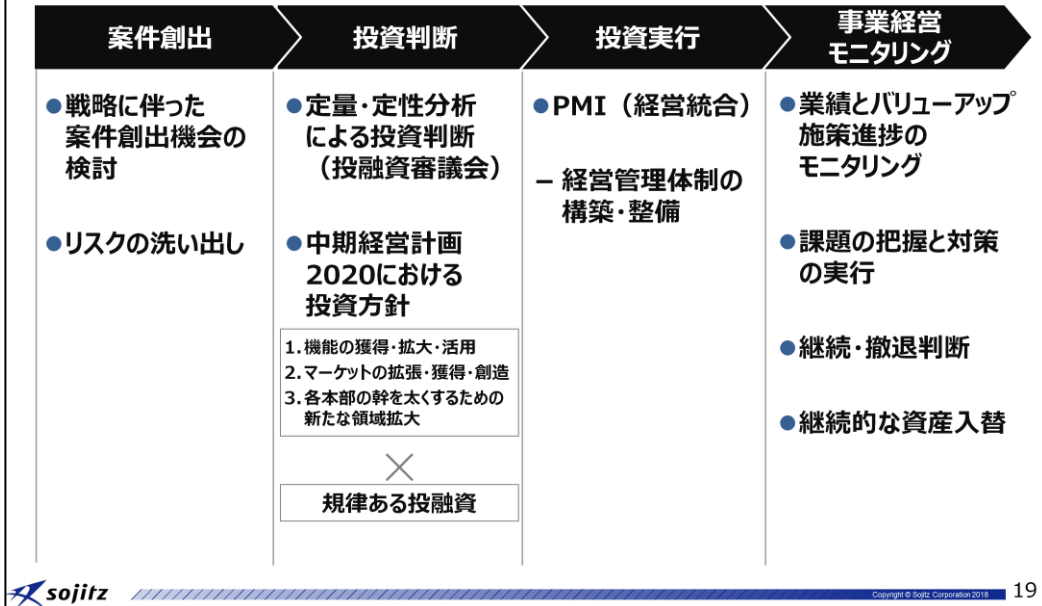 案件創出
投資判断
投資実行
事業経営
モニタリング
●戦略に伴った
案件創出機会の
検討
●リスクの洗い出し
●定量・定性分析
による投資判断
（投融資審議会）
●中期経営計画
2020における
投資方針
1.機能の獲得・拡大・活用
2.マーケットの拡張・獲得・創造
3.各本部の幹を太くするための
新たな領域拡大
×
規律ある投融資
●PMI（経営統合）
– 経営管理体制の
構築・整備
●業績とバリューアップ
施策進捗の
モニタリング
●課題の把握と対策
の実行
●継続・撤退判断
●継続的な資産入替
sojitz
Copyright © Sojitz Corporation 2018
19